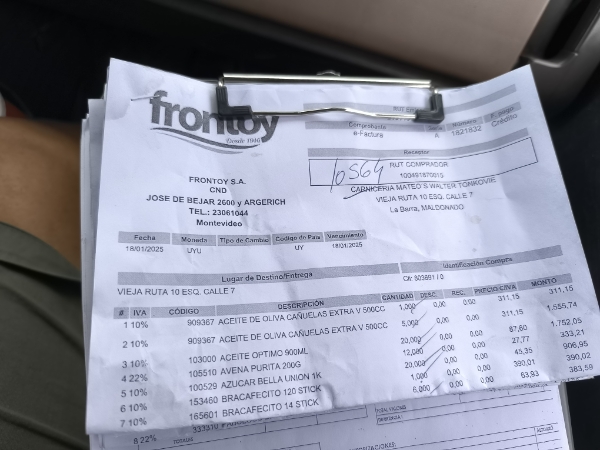 frontoy
Desde 1906
Comprobante Serie Número F. pago
e-Factura A 1821832 Crédito
Receptor
10564
RUT COMPRADOR
100491870015
CARNICERIA MATEO S WALTER TONKOVIE
VIEJA RUTA 10 ESQ. CALLE 7
La Barra, MALDONADO
FRONTOY S.A.
CND
JOSE DE BEJAR 2600 y ARGERICH
TEL.: 23061044
Montevideo
Fecha Moneda Tipo de Cambio Código de País Vencimiento
18/01/2025 UYU UY 18/01/2025
Lugar de Destino/Entrega Identificación Compra
VIEJA RUTA 10 ESQ. CALLE 7 Clt 803891 / 0
# IVA CÓDIGO DESCRIPCIÓN CANTIDAD DESC. REC. PRECIO C/IVA MONTO
1 10% 909367 ACEITE DE OLIVA CAÑUELAS EXTRA V 500CC 1,000 0,00 0,00 311,15 311,15
2 10% 909367 ACEITE DE OLIVA CAÑUELAS EXTRA V 500CC 5,000 0,00 0,00 311,15 1.555,74
3 10% 103000 ACEITE OPTIMO 900ML 20,000 0,00 0,00 87,60 1.752,05
4 22% 105510 AVENA PURITA 200G 12,000 0,00 0,00 27,77 333,21
5 10% 100529 AZUCAR BELLA UNION 1K 20,000 0,00 0,00 45,35 906,95
6 10% 153460 BRACAFECITO 120 STICK 1,000 0,00 0,00 390,01 390,02
7 10% 165601 BRACAFECITO 14 STICK 6,000 0,00 0,00 63,93 383,59
8 22%